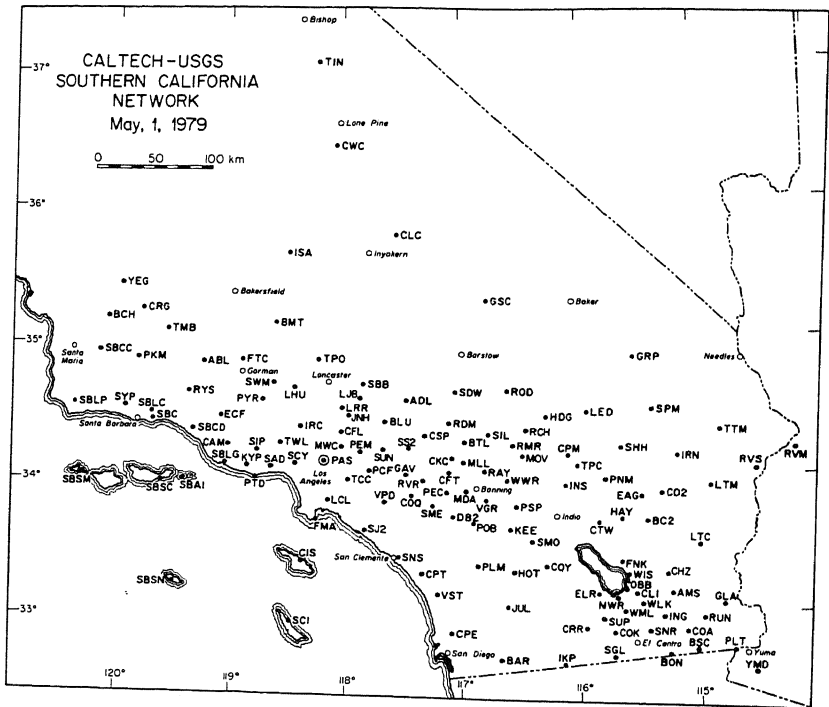 Bishop
TIN
37°
CALTECH-USGS
SOUTHERN CALIFORNIA
NETWORK
May, 1, 1979
0 50 100 km
Lone Pine
CWC
36°
CLC
ISA
Inyokern
YEG
Bakersfield
GSC
Baker
CRG
BCH
TMB
BMT
35°
Santa
Maria
SBCC
PKM
ABL
FTC
TPO
Barstow
GRP
Needles
Gorman
SWM
Lancaster
LHU
SBB
SDW
ROD
RYS
PYR
LJB
ADL
SBLP
SYP
SBLC
SBC
ECF
LRR
JNH
HDG
LED
SPM
Santa Barbara
SBCD
IRC
CFL
BLU
RDM
RCH
TTM
CSP
SIL
CAM
SIP
TWL
MWC
PEM
SS2
BTL
RMR
SHH
RVM
34°
SBLG
KYP
SAD
SCY
PAS
SUN
CKC
MLL
MOV
CPM
IRN
RVS
SBSM
SBSC
SBAI
PTD
Los
Angeles
TCC
PCF
GAV
RVR
CFT
RAY
WWR
TPC
PNM
INS
LTM
LCL
VPD
COQ
PEC
MDA
Banning
VGR
PSP
EAG
CO2
FMA
SJ2
SME
DB2
POB
KEE
Indio
CTW
HAY
BC2
SMO
LTC
CIS
San Clemente
SNS
CPT
PLM
HOT
COY
FNK
WIS
OBB
CHZ
SBSN
33°
VST
JUL
ELR
NWR
CLI
WLK
AMS
GLA
WML
ING
RUN
SCI
CPE
CRR
SUP
COK
SNR
COA
San Diego
BAR
IKP
SGL
El Centro
BON
BSC
PLT
Yuma
YMD
120°
119°
118°
117°
116°
115°